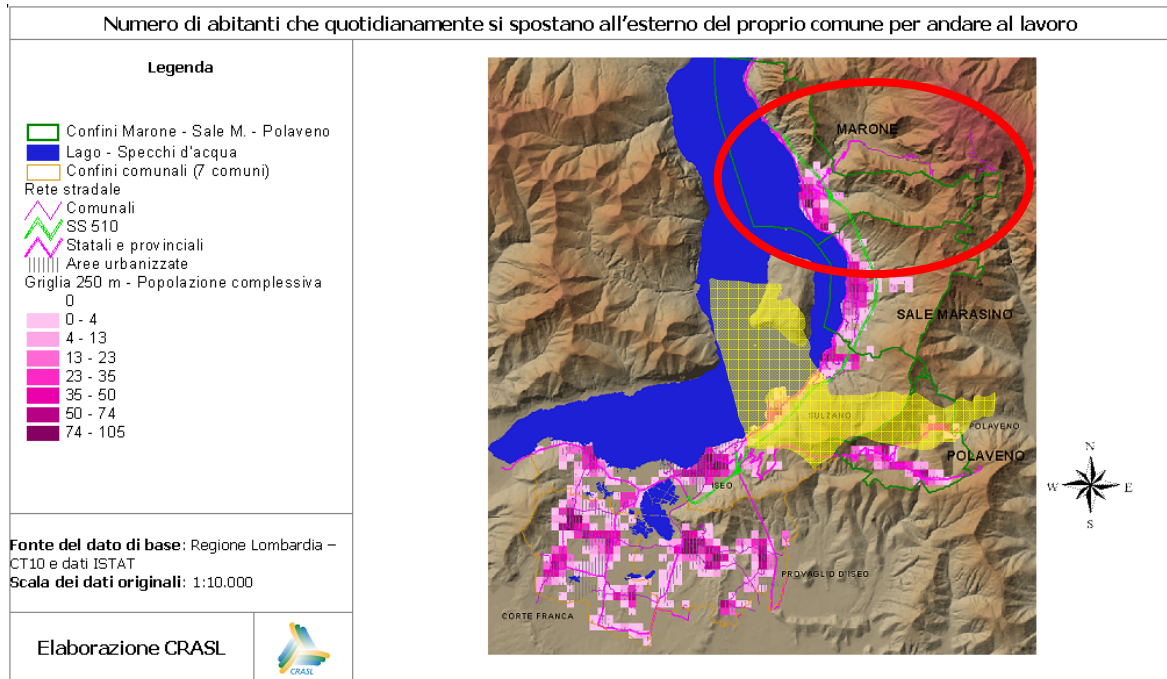 Numero di abitanti che quotidianamente si spostano all'esterno del proprio comune per andare al lavoro
Legenda
Confini Marone - Sale M. - Polaveno
Lago - Specchi d'acqua
Confini comunali (7 comuni)
Rete stradale
Comunali
SS 510
Statali e provinciali
Aree urbanizzate
Griglia 250 m - Popolazione complessiva
0
0 - 4
4 - 13
13 - 23
23 - 35
35 - 50
50 - 74
74 - 105
Fonte del dato di base: Regione Lombardia –
CT10 e dati ISTAT
Scala dei dati originali: 1:10.000
Elaborazione CRASL
CRASL
MARONE
SALE MARASINO
SULZANO
POLAVENO
POLAVENO
ISEO
PROVAGLIO D'ISEO
CORTE FRANCA
N
W
E
S